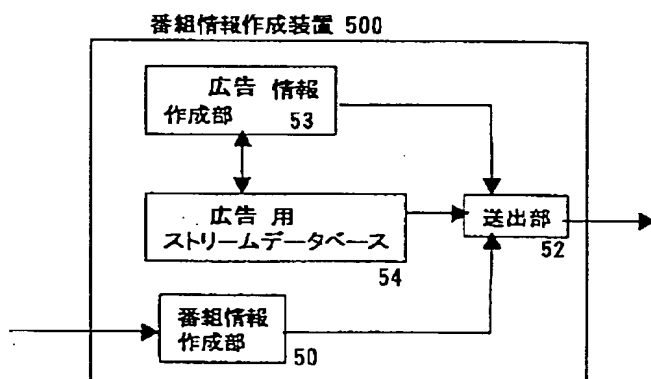 番組情報作成装置 500
広告 情報
作成部 53
広告 用
ストリームデータベース
54
送出部
52
番組情報
作成部
50